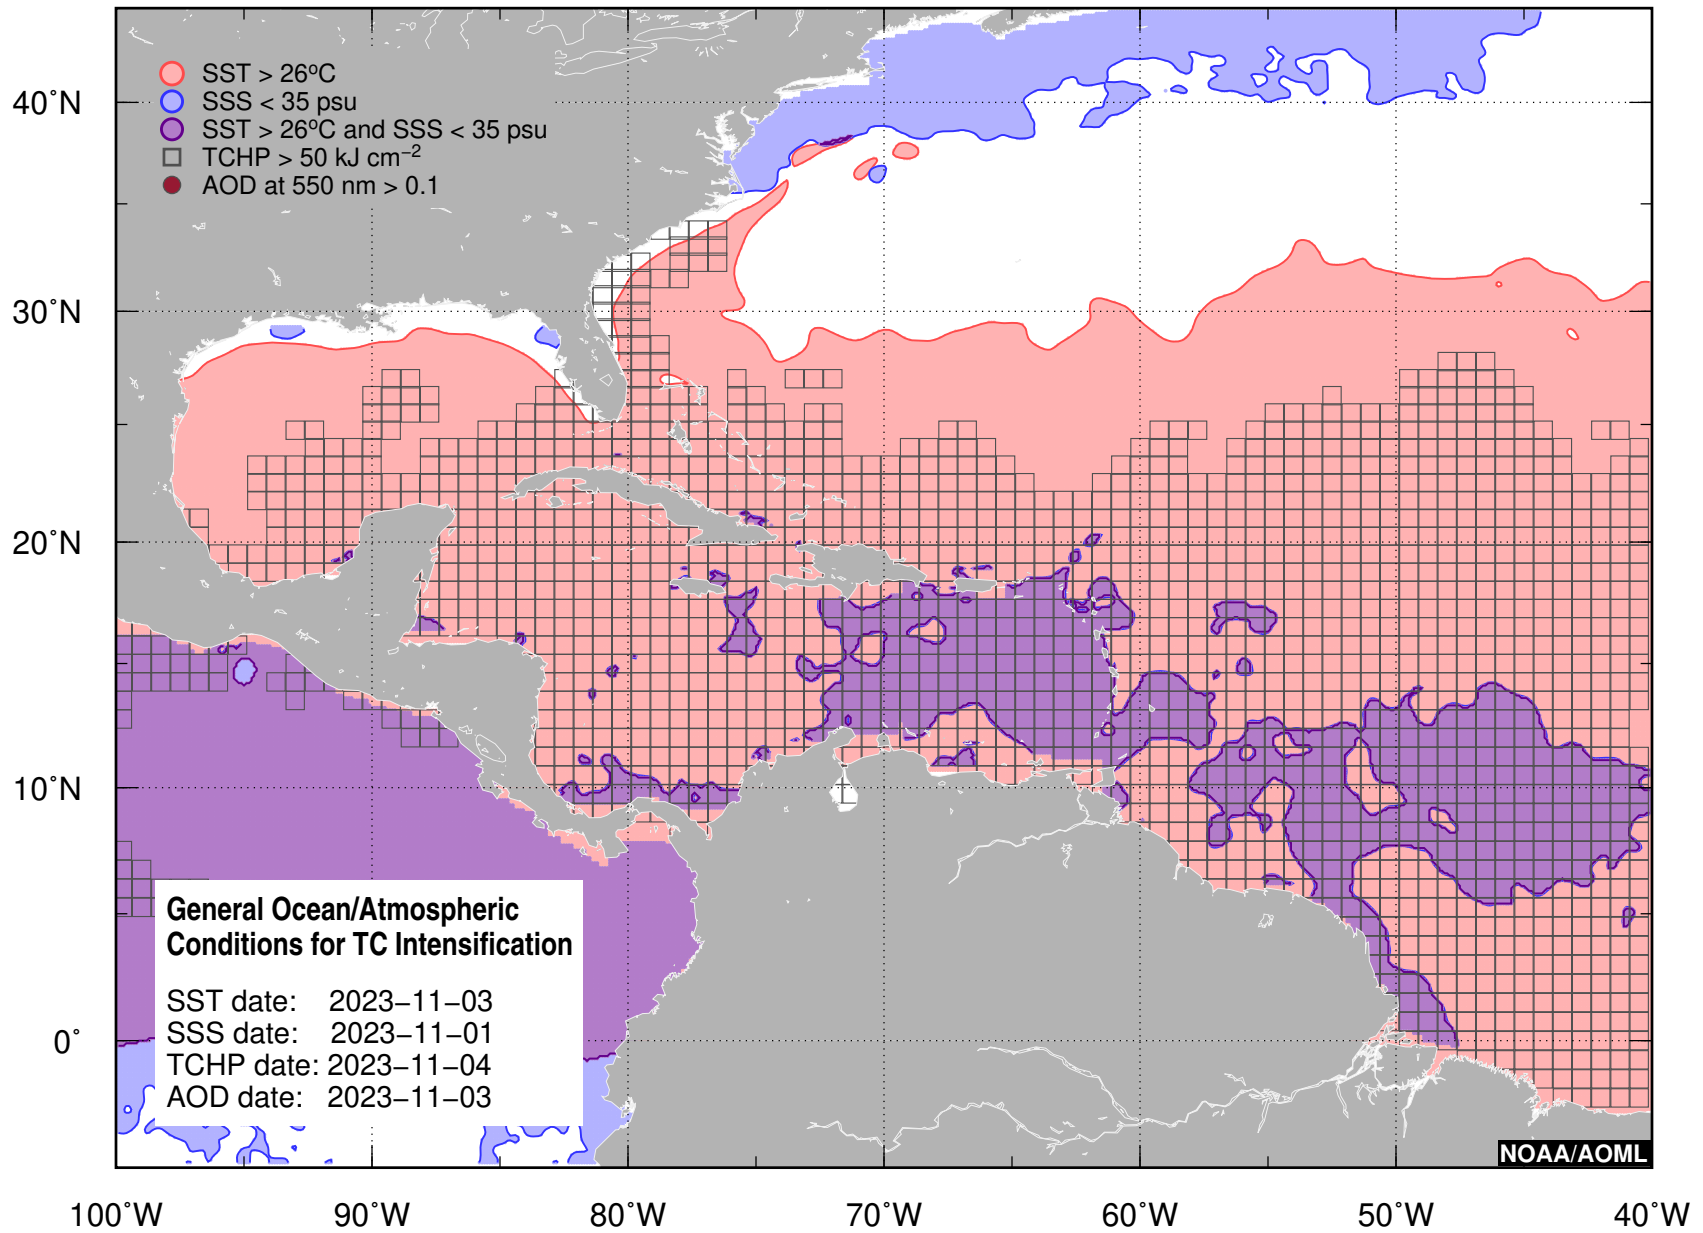 SST > 26ºC
SSS < 35 psu
SST > 26ºC and SSS < 35 psu
TCHP > 50 kJ cm⁻²
AOD at 550 nm > 0.1
40˚N
30˚N
20˚N
10˚N
0˚
General Ocean/Atmospheric
Conditions for TC Intensification
SST date: 2023−11−03
SSS date: 2023−11−01
TCHP date: 2023−11−04
AOD date: 2023−11−03
NOAA/AOML
100˚W 90˚W 80˚W 70˚W 60˚W 50˚W 40˚W